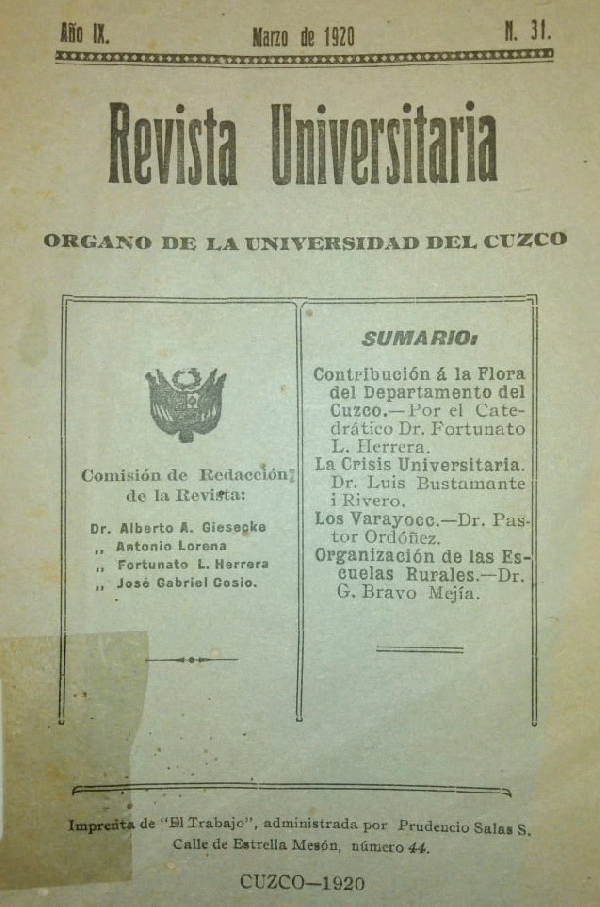 Año IX.
Marzo de 1920
N. 31.
Revista Universitaria
ORGANO DE LA UNIVERSIDAD DEL CUZCO
Comisión de Redacción
de la Revista:
Dr. Alberto A. Giesecke
„ Antonio Lorena
„ Fortunato L. Herrera
„ José Gabriel Cosio.
SUMARIO:
Contribución á la Flora
del Departamento del
Cuzco.—Por el Cate-
drático Dr. Fortunato
L. Herrera.
La Crisis Universitaria.
Dr. Luis Bustamante
i Rivero.
Los Varayocc.—Dr. Pas-
tor Ordóñez.
Organización de las Es-
cuelas Rurales.—Dr.
G. Bravo Mejía.
Imprenta de "El Trabajo", administrada por Prudencio Salas S.
Calle de Estrella Mesón, número 44.
CUZCO—1920